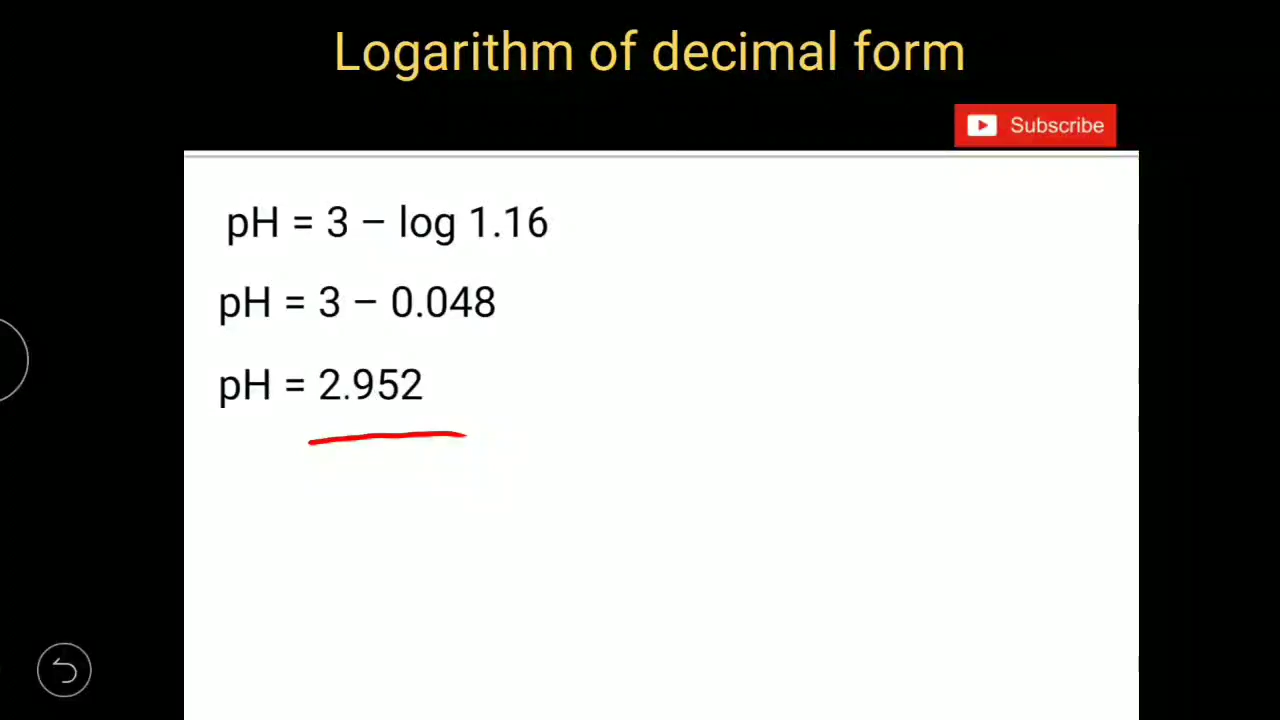 Logarithm of decimal form
Subscribe
pH = 3 – log 1.16
pH = 3 – 0.048
pH = 2.952